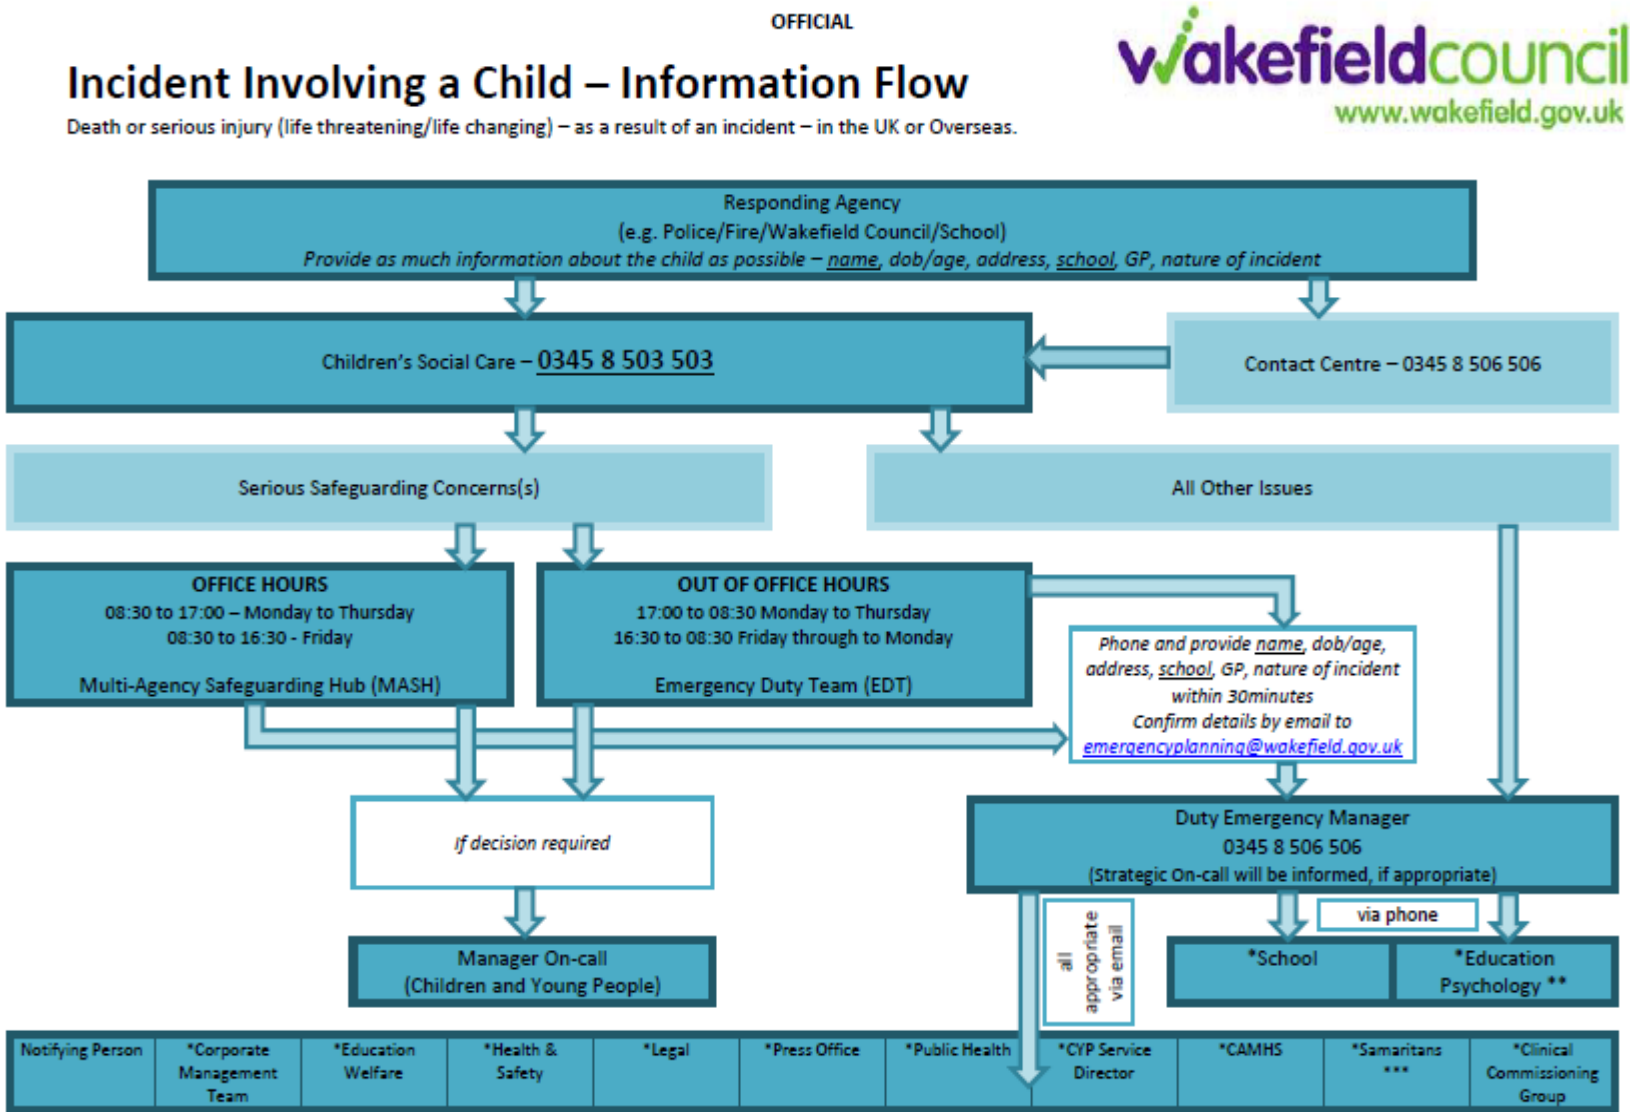 OFFICIAL
wakefieldcouncil
www.wakefield.gov.uk
Incident Involving a Child – Information Flow
Death or serious injury (life threatening/life changing) – as a result of an incident – in the UK or Overseas.
Responding Agency
(e.g. Police/Fire/Wakefield Council/School)
Provide as much information about the child as possible – name, dob/age, address, school, GP, nature of incident
Children's Social Care – 0345 8 503 503
Contact Centre – 0345 8 506 506
Serious Safeguarding Concerns(s)
All Other Issues
OFFICE HOURS
08:30 to 17:00 – Monday to Thursday
08:30 to 16:30 - Friday
Multi-Agency Safeguarding Hub (MASH)
OUT OF OFFICE HOURS
17:00 to 08:30 Monday to Thursday
16:30 to 08:30 Friday through to Monday
Emergency Duty Team (EDT)
Phone and provide name, dob/age,
address, school, GP, nature of incident
within 30minutes
Confirm details by email to
emergencyplanning@wakefield.gov.uk
If decision required
Duty Emergency Manager
0345 8 506 506
(Strategic On-call will be informed, if appropriate)
all
appropriate
via email
via phone
Manager On-call
(Children and Young People)
*School
*Education
Psychology **
Notifying Person
*Corporate
Management
Team
*Education
Welfare
*Health &
Safety
*Legal
*Press Office
*Public Health
*CYP Service
Director
*CAMHS
*Samaritans
***
*Clinical
Commissioning
Group